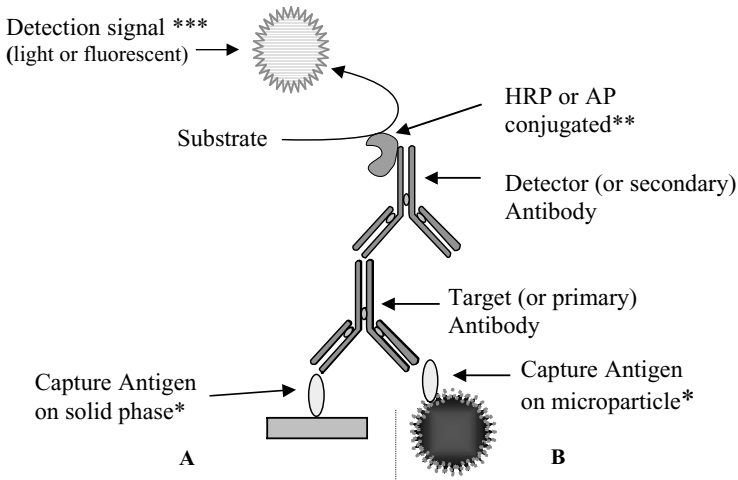 Detection signal ***
(light or fluorescent)
HRP or AP
conjugated**
Substrate
Detector (or secondary)
Antibody
Target (or primary)
Antibody
Capture Antigen
on solid phase*
Capture Antigen
on microparticle*
A
B